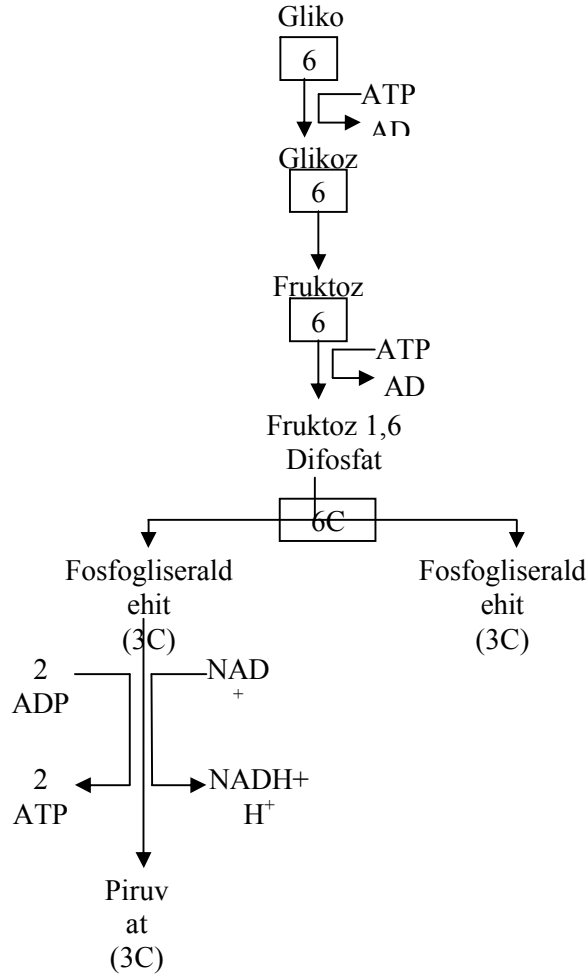 Gliko
6
ATP
AD
Glikoz
6
Fruktoz
6
ATP
AD
Fruktoz 1,6
Difosfat
6C
Fosfogliserald
ehit
(3C)
Fosfogliserald
ehit
(3C)
2
ADP
NAD
+
2
ATP
NADH+
H⁺
Piruv
at
(3C)